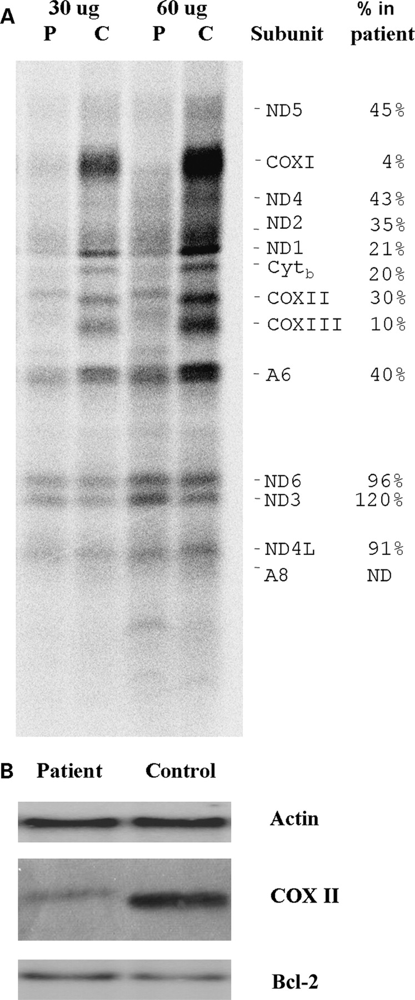 A 30 ug 60 ug % in
P C P C Subunit patient
- ND5 45%
- COXI 4%
- ND4 43%
- ND2 35%
- ND1 21%
- Cytb 20%
- COXII 30%
- COXIII 10%
- A6 40%
- ND6 96%
- ND3 120%
- ND4L 91%
- A8 ND
B Patient Control
Actin
COX II
Bcl-2